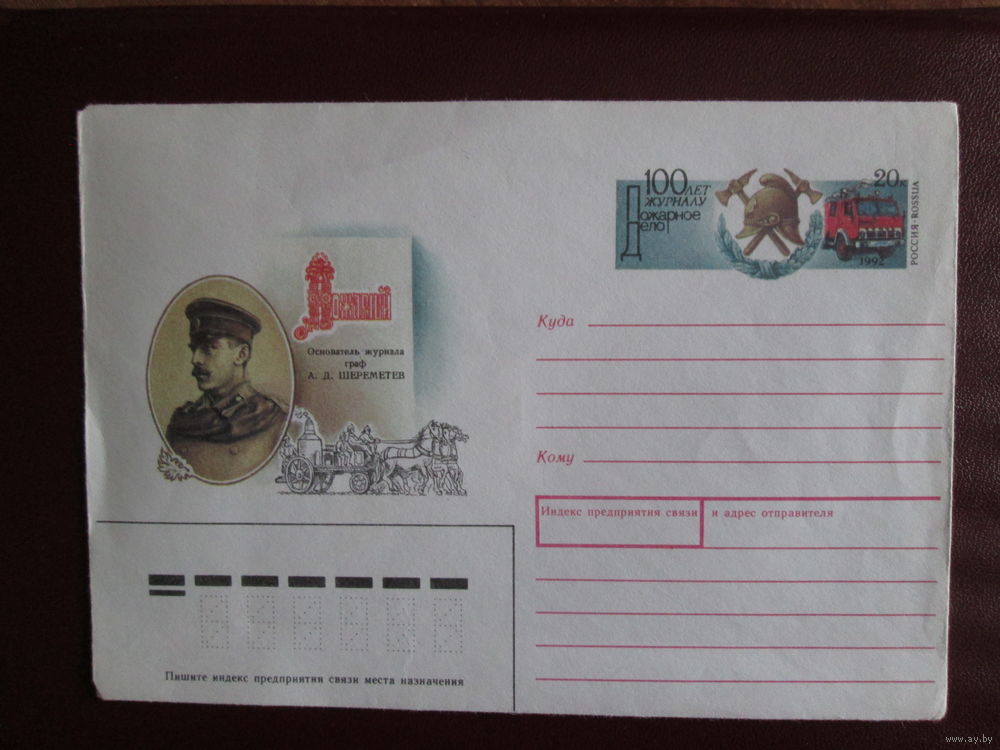 100 ЛЕТ
ЖУРНАЛУ
Пожарное
Дело
20к
1992
РОССИЯ · ROSSIJA
Пожарный
Основатель журнала
граф
А. Д. ШЕРЕМЕТЕВ
Куда
Кому
Индекс предприятия связи и адрес отправителя
Пишите индекс предприятия связи места назначения
www.ay.by